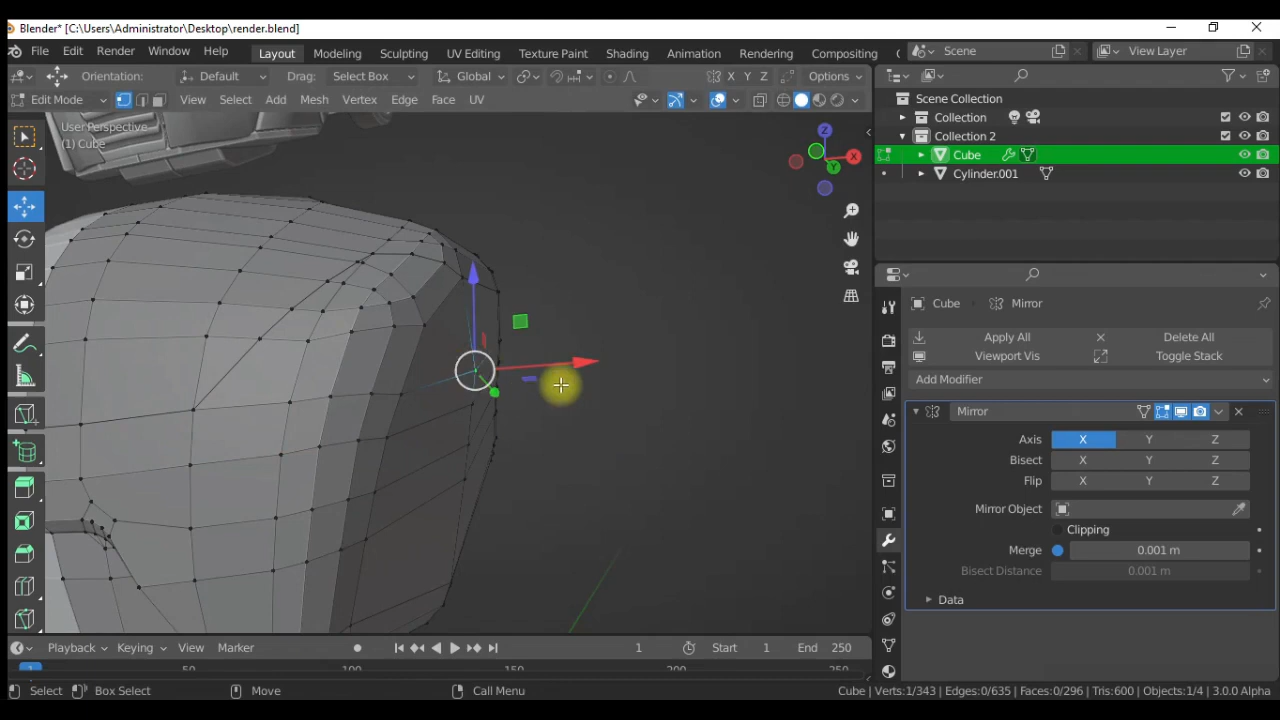 Blender* [C:\Users\Administrator\Desktop\render.blend]
File Edit Render Window Help Layout Modeling Sculpting UV Editing Texture Paint Shading Animation Rendering Compositing Scene View Layer
Orientation: Default Drag: Select Box Global X Y Z Options
Edit Mode View Select Add Mesh Vertex Edge Face UV
User Perspective
(1) Cube
Z
X
Y
Scene Collection
Collection
Collection 2
Cube
Cylinder.001
Cube Mirror
Apply All Delete All
Viewport Vis Toggle Stack
Add Modifier
Mirror
Axis X Y Z
Bisect X Y Z
Flip X Y Z
Mirror Object
Clipping
Merge 0.001 m
Bisect Distance 0.001 m
Data
Playback Keying View Marker 1 Start 1 End 250
1 50 100 150 200 250
Select Box Select Move Call Menu Cube | Verts:1/343 | Edges:0/635 | Faces:0/296 | Tris:600 | Objects:1/4 | 3.0.0 Alpha